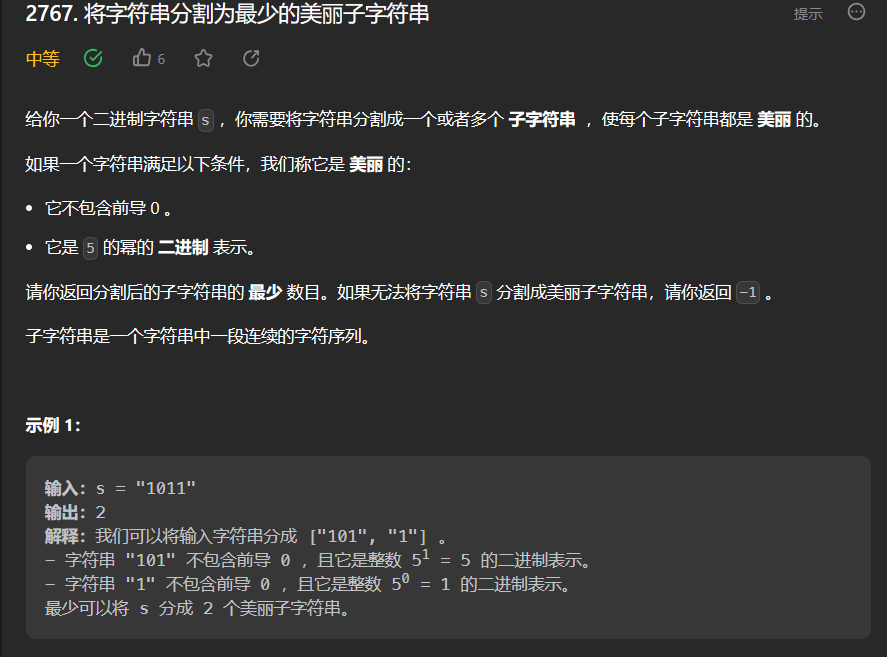 2767. 将字符串分割为最少的美丽子字符串
提示
中等
6
给你一个二进制字符串 s ，你需要将字符串分割成一个或者多个 子字符串 ，使每个子字符串都是 美丽 的。
如果一个字符串满足以下条件，我们称它是 美丽 的：
• 它不包含前导 0 。
• 它是 5 的幂的 二进制 表示。
请你返回分割后的子字符串的 最少 数目。如果无法将字符串 s 分割成美丽子字符串，请你返回 -1 。
子字符串是一个字符串中一段连续的字符序列。
示例 1：
输入：s = "1011"
输出：2
解释：我们可以将输入字符串分成 ["101", "1"] 。
- 字符串 "101" 不包含前导 0 ，且它是整数 5¹ = 5 的二进制表示。
- 字符串 "1" 不包含前导 0 ，且它是整数 5⁰ = 1 的二进制表示。
最少可以将 s 分成 2 个美丽子字符串。